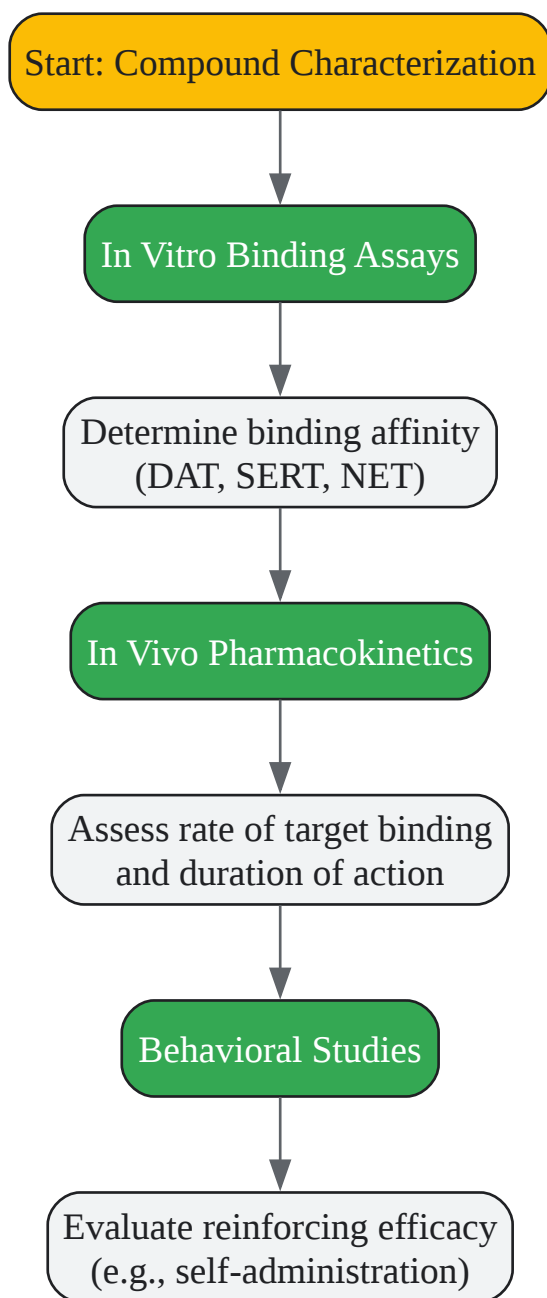 Start: Compound Characterization
In Vitro Binding Assays
Determine binding affinity
(DAT, SERT, NET)
In Vivo Pharmacokinetics
Assess rate of target binding
and duration of action
Behavioral Studies
Evaluate reinforcing efficacy
(e.g., self-administration)